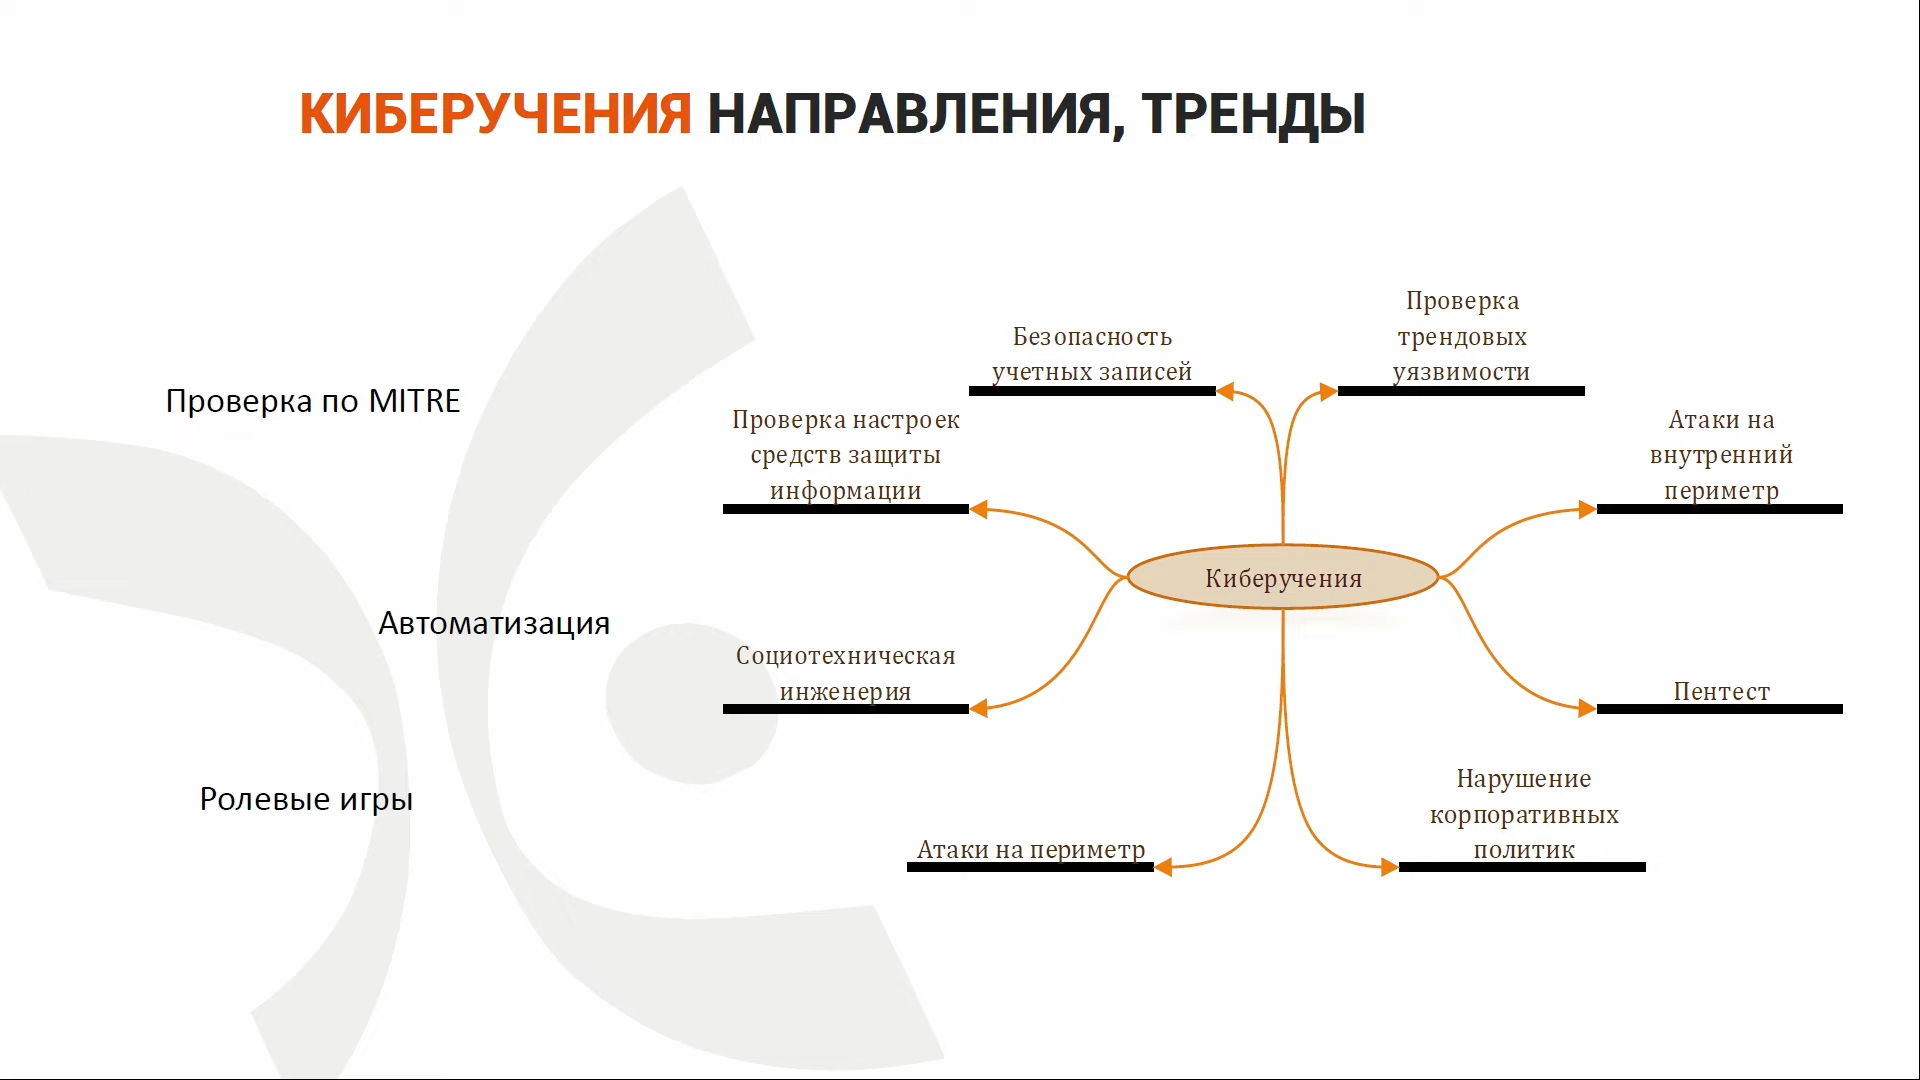 КИБЕРУЧЕНИЯ НАПРАВЛЕНИЯ, ТРЕНДЫ
Проверка по MITRE
Автоматизация
Ролевые игры
Безопасность
учетных записей
Проверка
трендовых
уязвимости
Проверка настроек
средств защиты
информации
Атаки на
внутренний
периметр
Киберучения
Социотехническая
инженерия
Пентест
Атаки на периметр
Нарушение
корпоративных
политик